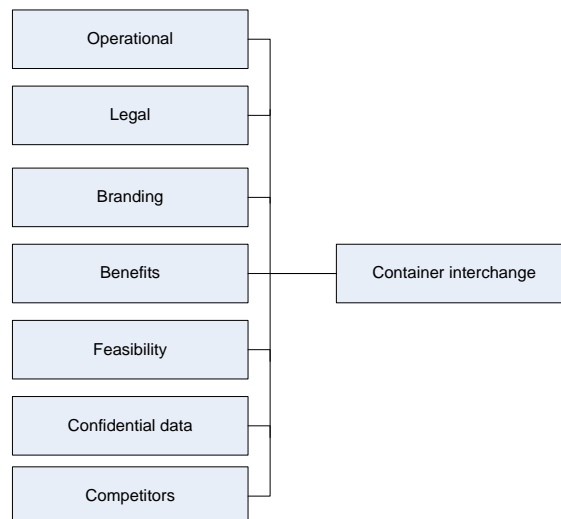 Operational
Legal
Branding
Benefits
Container interchange
Feasibility
Confidential data
Competitors